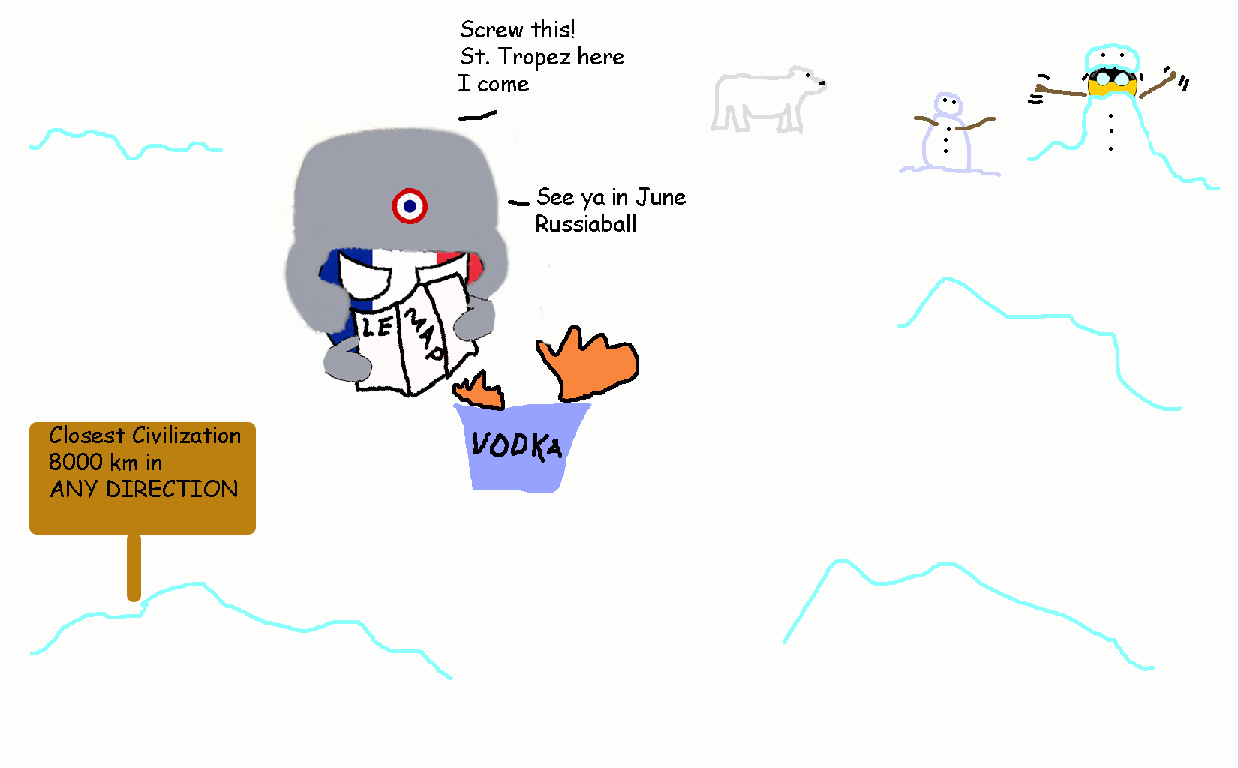 Screw this!
St. Tropez here
I come
See ya in June
Russiaball
LE
MAP
VODKA
Closest Civilization
8000 km in
ANY DIRECTION